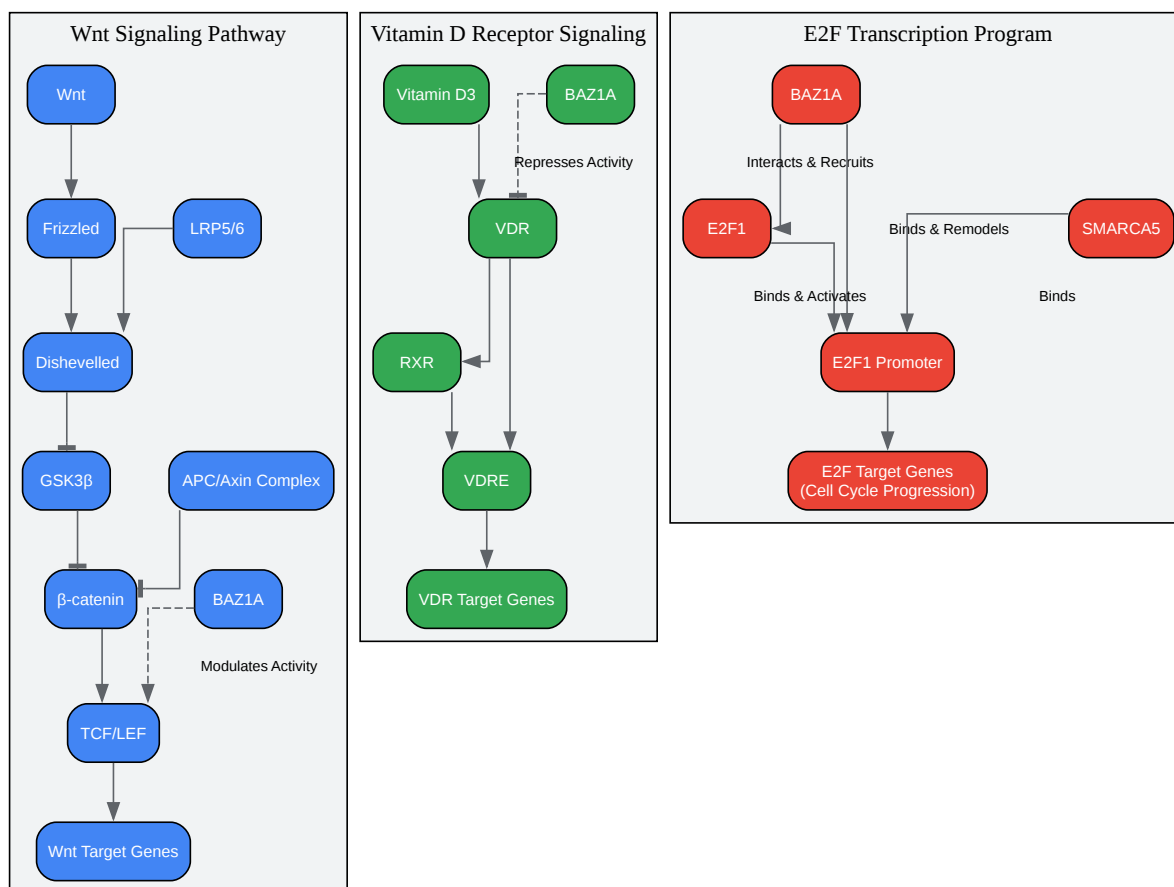 Wnt Signaling Pathway
Wnt
Frizzled
LRP5/6
Dishevelled
GSK3β
APC/Axin Complex
β-catenin
BAZ1A
Modulates Activity
TCF/LEF
Wnt Target Genes
Vitamin D Receptor Signaling
Vitamin D3
BAZ1A
Represses Activity
VDR
RXR
VDRE
VDR Target Genes
E2F Transcription Program
BAZ1A
Interacts & Recruits
E2F1
Binds & Remodels
SMARCA5
Binds & Activates
Binds
E2F1 Promoter
E2F Target Genes
(Cell Cycle Progression)